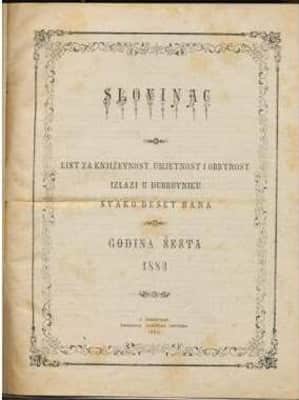 SLOVINAC
LIST ZA KNJIŽEVNOST, UMJETNOST I OBRTNOST
IZLAZI U DUBROVNIKU
SVAKO DESET DANA
GODINA ŠESTA
1883